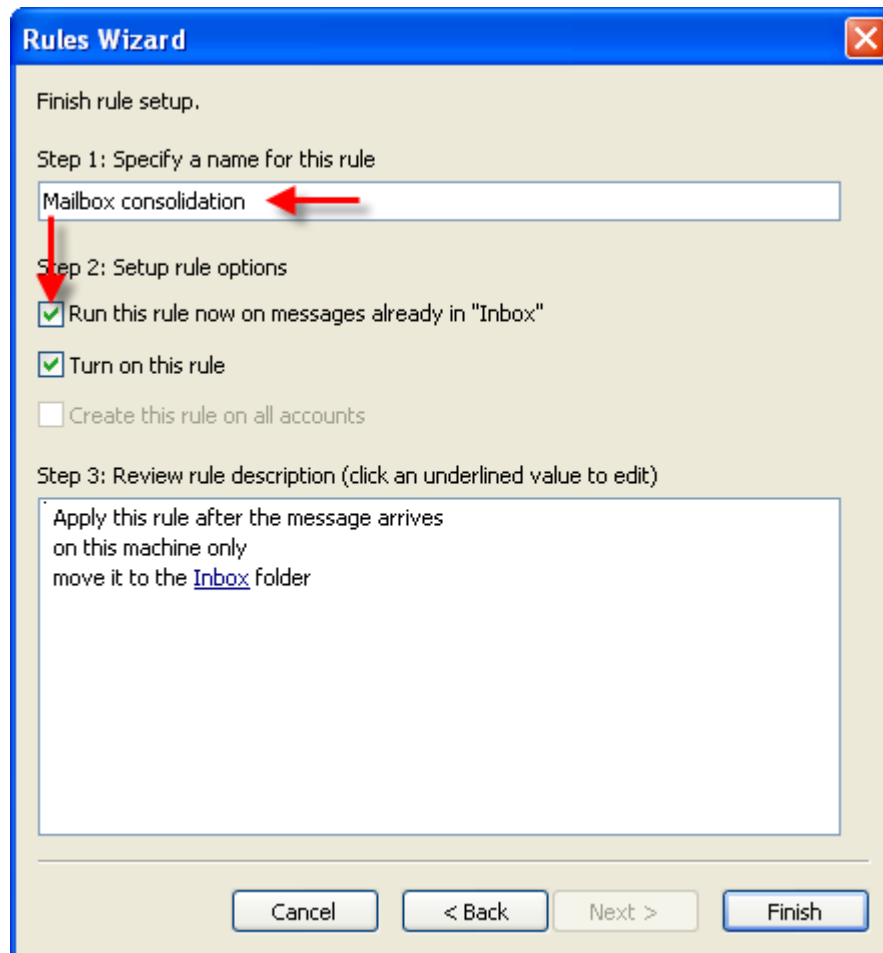 Rules Wizard
Finish rule setup.
Step 1: Specify a name for this rule
Mailbox consolidation
Step 2: Setup rule options
Run this rule now on messages already in "Inbox"
Turn on this rule
Create this rule on all accounts
Step 3: Review rule description (click an underlined value to edit)
Apply this rule after the message arrives
on this machine only
move it to the Inbox folder
Cancel
< Back
Next >
Finish